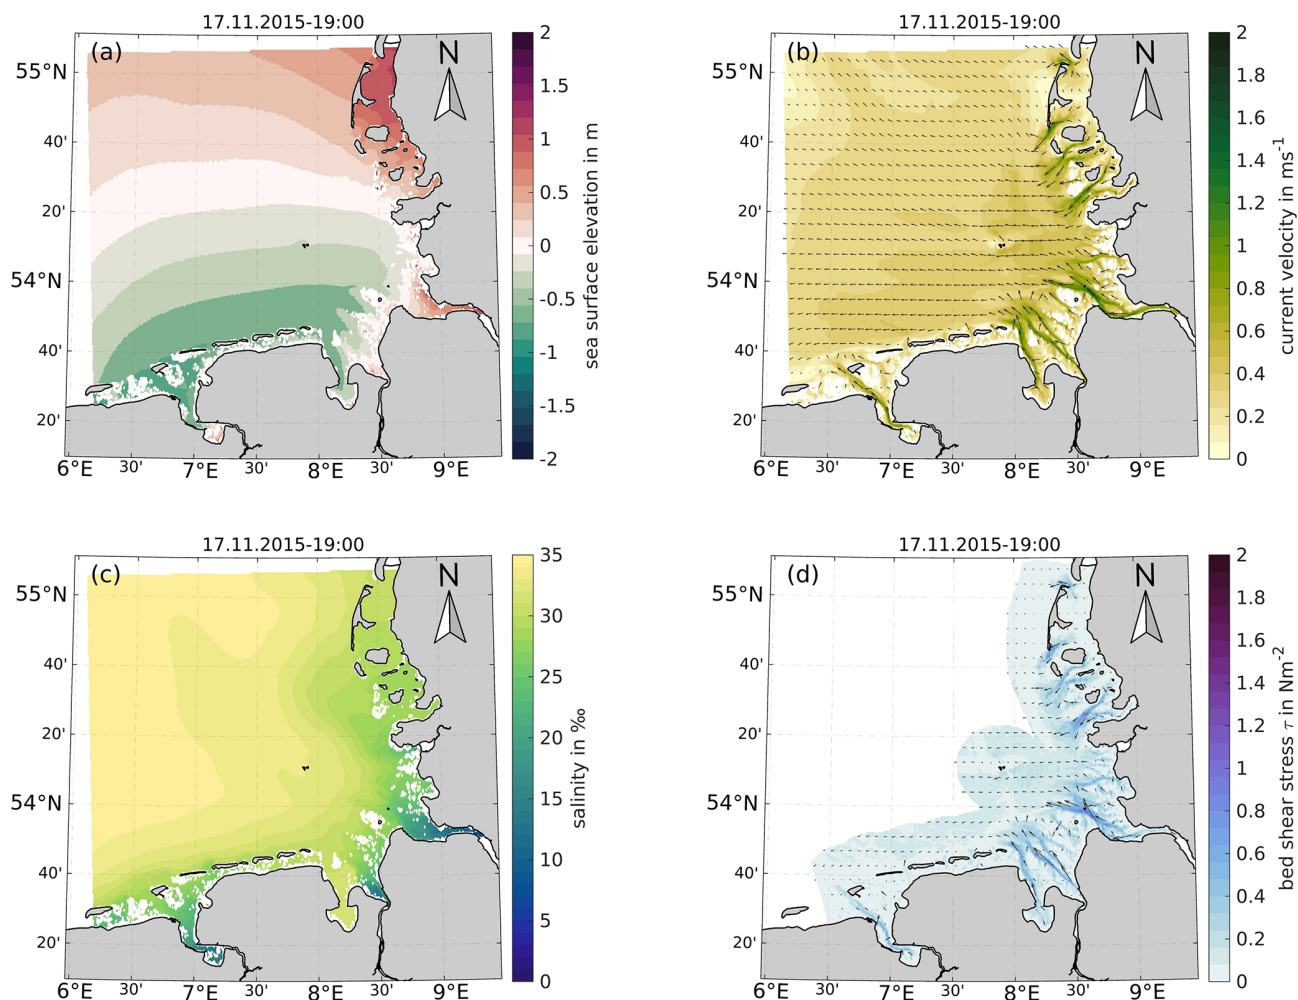 17.11.2015-19:00
(a)
N
55°N
40'
20'
54°N
40'
20'
6°E 30' 7°E 30' 8°E 30' 9°E
2
1.5
1
0.5
0
-0.5
-1
-1.5
-2
sea surface elevation in m
17.11.2015-19:00
(b)
N
55°N
40'
20'
54°N
40'
20'
6°E 30' 7°E 30' 8°E 30' 9°E
2
1.8
1.6
1.4
1.2
1
0.8
0.6
0.4
0.2
0
current velocity in ms⁻¹
17.11.2015-19:00
(c)
N
55°N
40'
20'
54°N
40'
20'
6°E 30' 7°E 30' 8°E 30' 9°E
35
30
25
20
15
10
5
0
salinity in ‰
17.11.2015-19:00
(d)
N
55°N
40'
20'
54°N
40'
20'
6°E 30' 7°E 30' 8°E 30' 9°E
2
1.8
1.6
1.4
1.2
1
0.8
0.6
0.4
0.2
0
bed shear stress τ in Nm⁻²